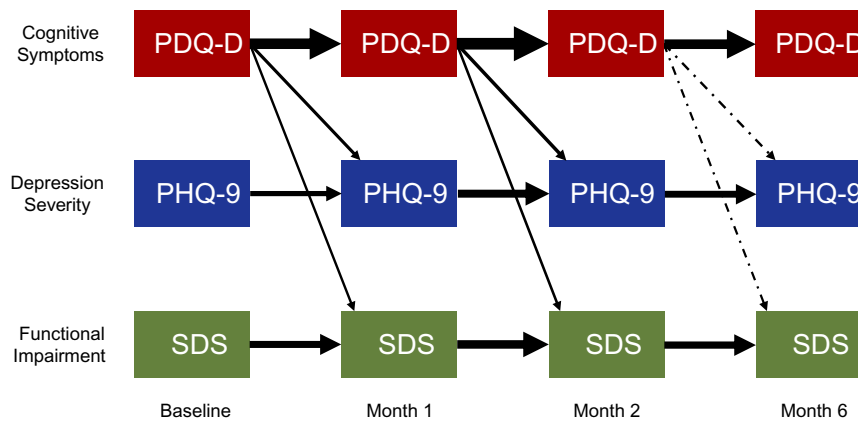 Cognitive
Symptoms
PDQ-D PDQ-D PDQ-D PDQ-D
Depression
Severity
PHQ-9 PHQ-9 PHQ-9 PHQ-9
Functional
Impairment
SDS SDS SDS SDS
Baseline Month 1 Month 2 Month 6